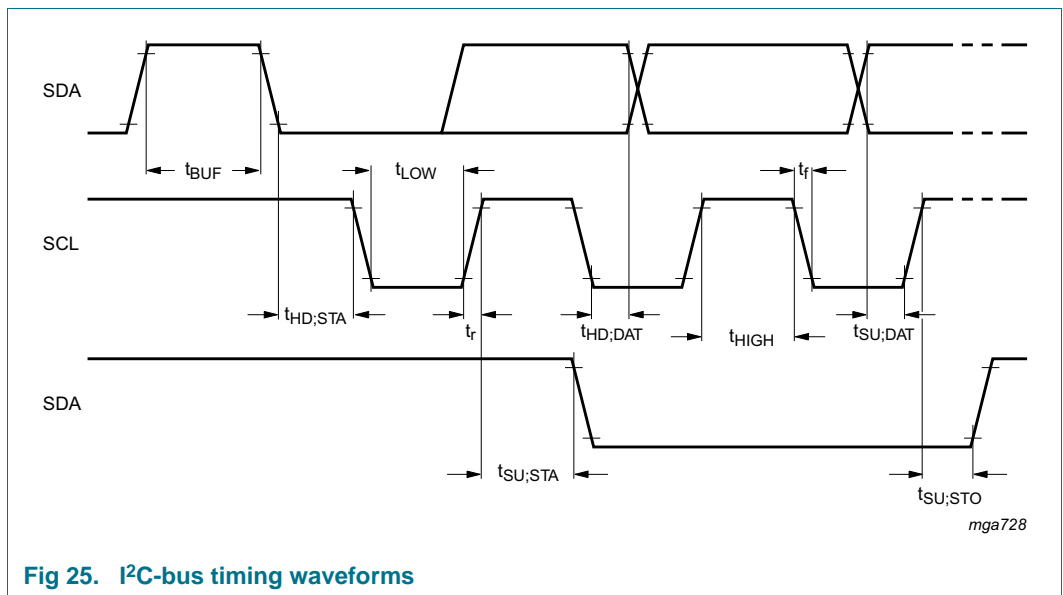 SDA
tBUF
tLOW
tf
SCL
tHD;STA
tr
tHD;DAT
tHIGH
tSU;DAT
SDA
tSU;STA
tSU;STO
mga728
Fig 25. I2C-bus timing waveforms